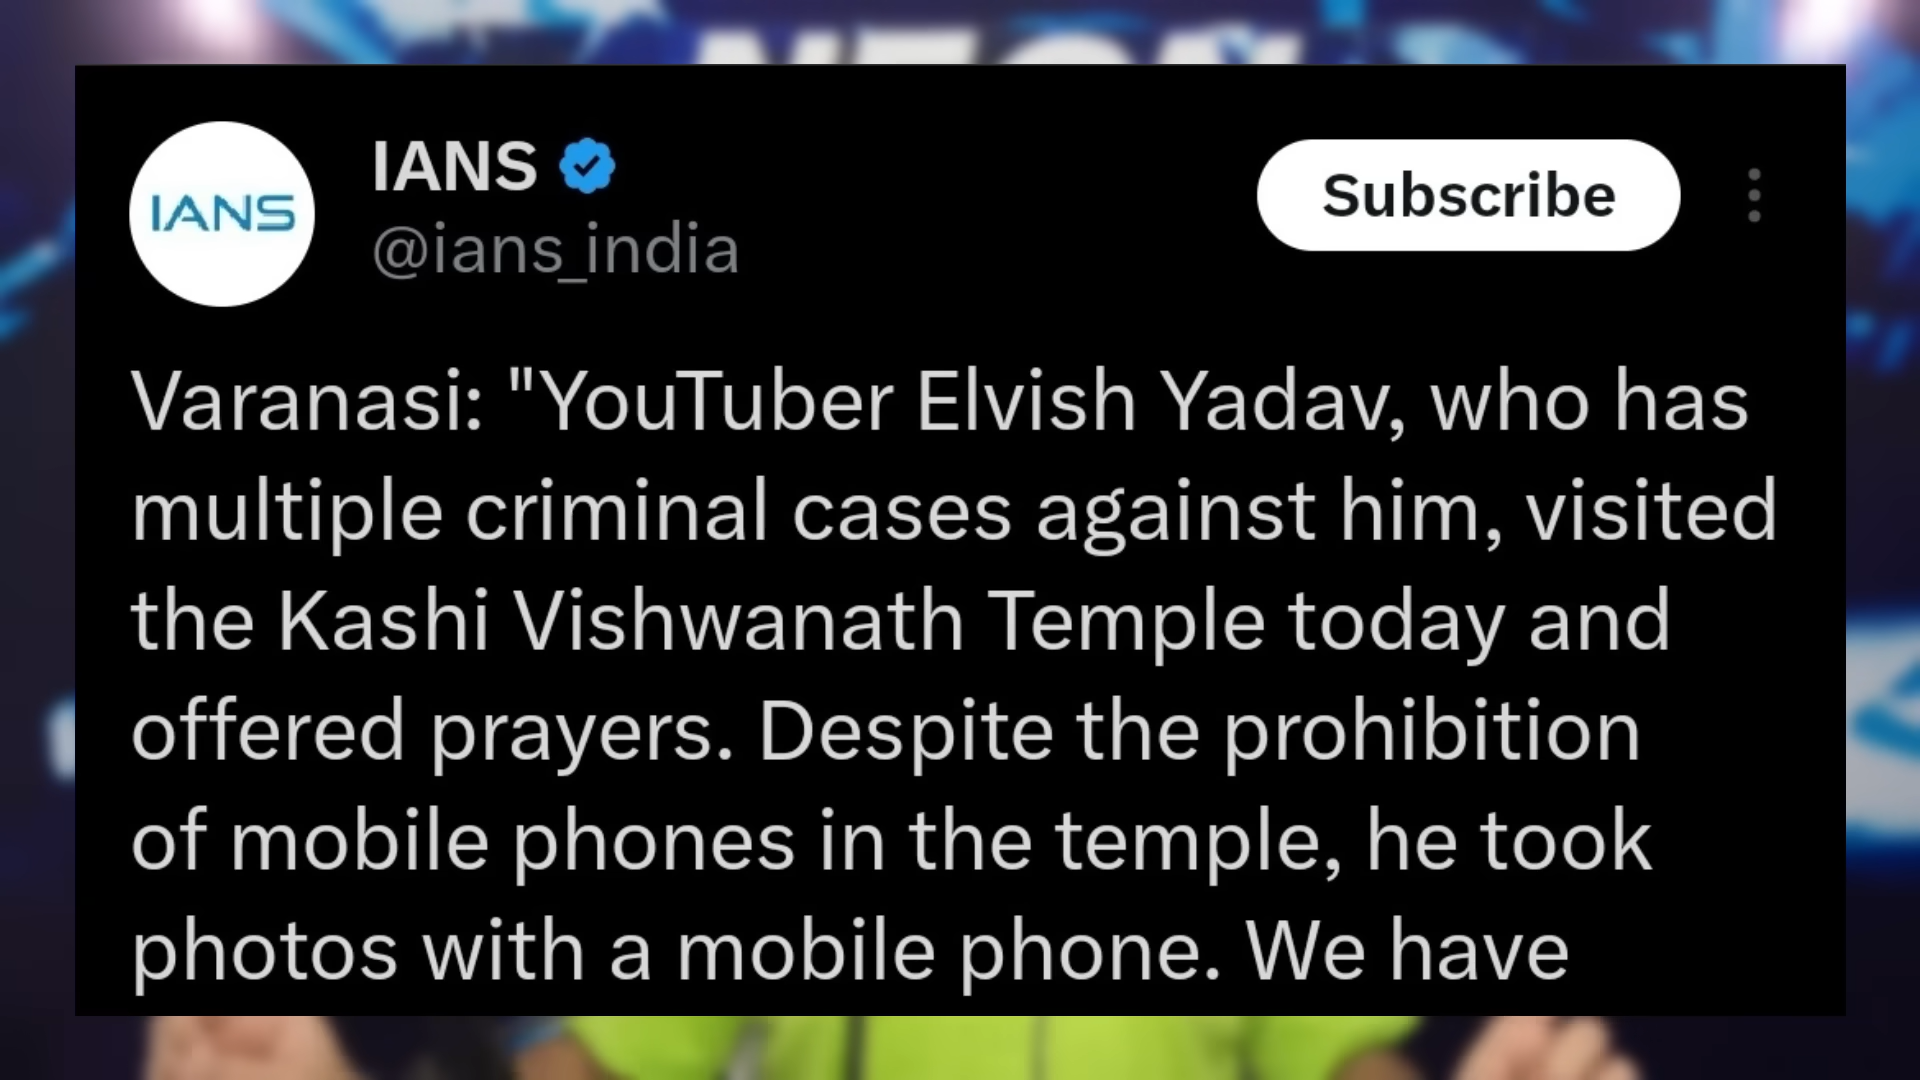 IANS
IANS
@ians_india
Subscribe
Varanasi: "YouTuber Elvish Yadav, who has
multiple criminal cases against him, visited
the Kashi Vishwanath Temple today and
offered prayers. Despite the prohibition
of mobile phones in the temple, he took
photos with a mobile phone. We have